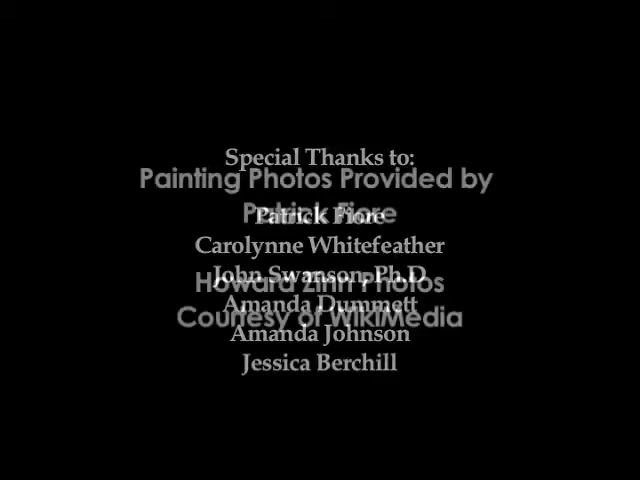 Special Thanks to:
Painting Photos Provided by
Patrick Fiore
Patrick Fiore
Carolynne Whitefeather
John Swanson, Ph.D
Howard Zinn Photos
Amanda Dummett
Courtesy of WikiMedia
Amanda Johnson
Jessica Berchill